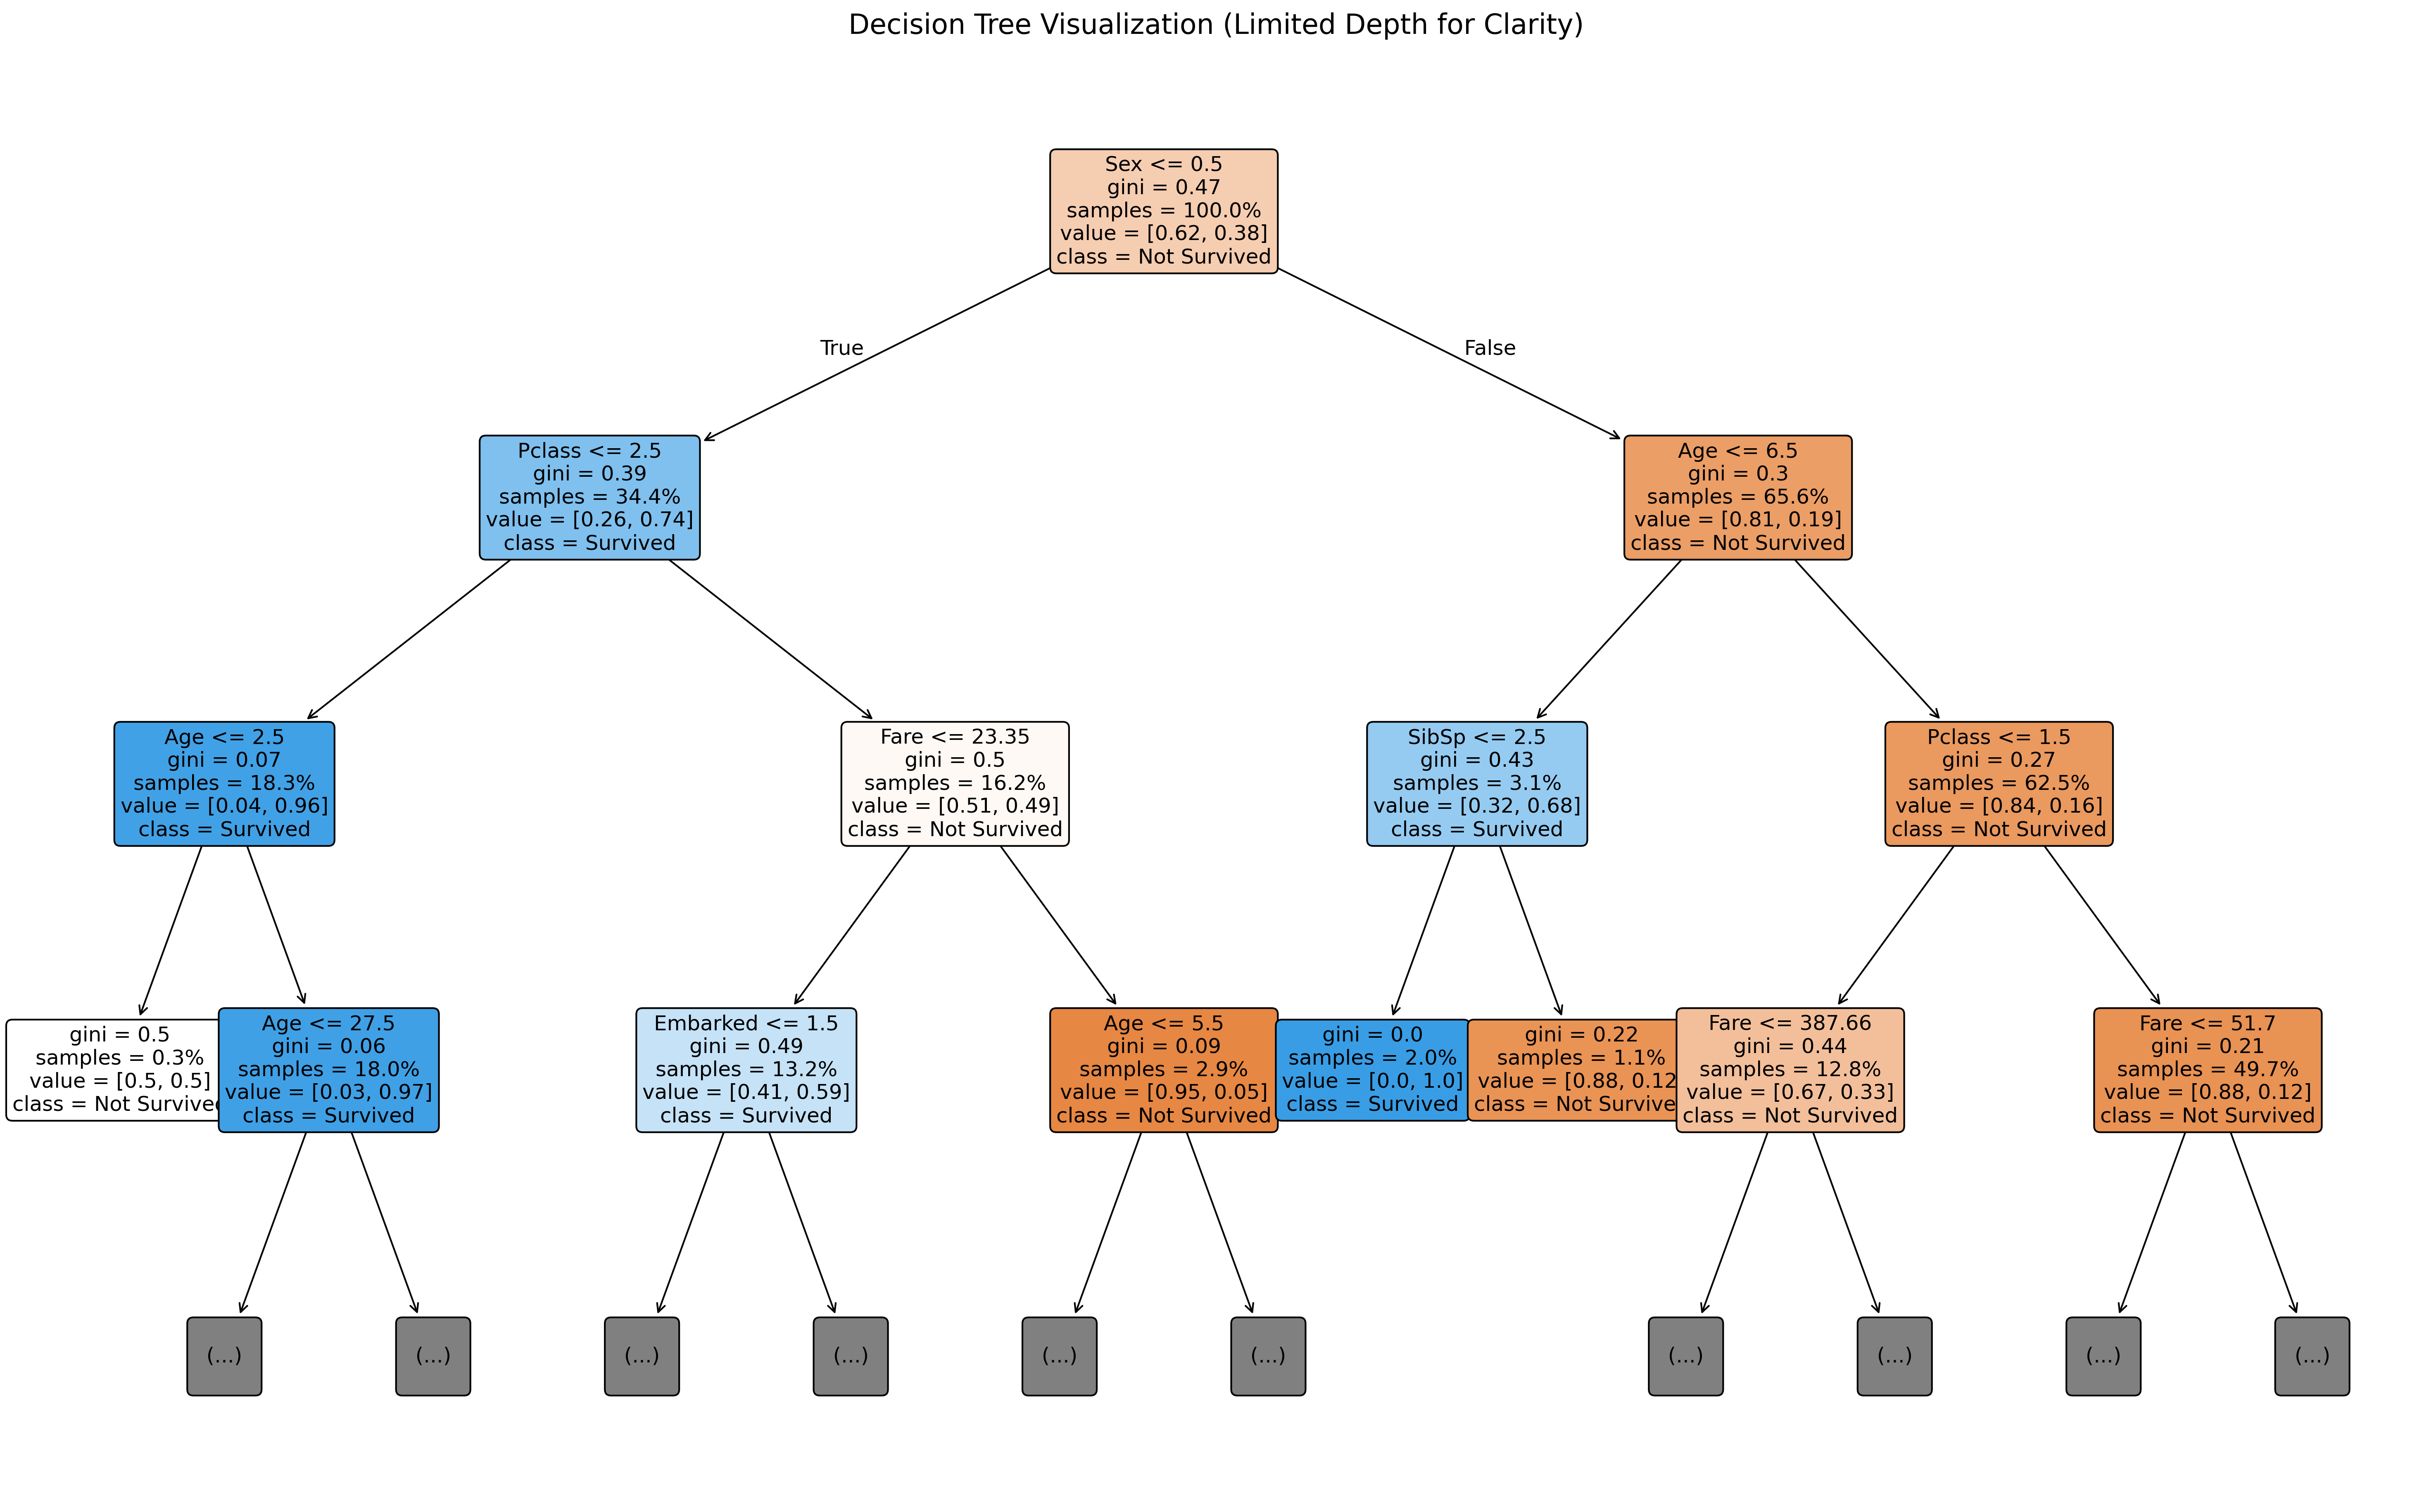 Decision Tree Visualization (Limited Depth for Clarity)
Sex <= 0.5
gini = 0.47
samples = 100.0%
value = [0.62, 0.38]
class = Not Survived
True
False
Pclass <= 2.5
gini = 0.39
samples = 34.4%
value = [0.26, 0.74]
class = Survived
Age <= 6.5
gini = 0.3
samples = 65.6%
value = [0.81, 0.19]
class = Not Survived
Age <= 2.5
gini = 0.07
samples = 18.3%
value = [0.04, 0.96]
class = Survived
Fare <= 23.35
gini = 0.5
samples = 16.2%
value = [0.51, 0.49]
class = Not Survived
SibSp <= 2.5
gini = 0.43
samples = 3.1%
value = [0.32, 0.68]
class = Survived
Pclass <= 1.5
gini = 0.27
samples = 62.5%
value = [0.84, 0.16]
class = Not Survived
gini = 0.5
samples = 0.3%
value = [0.5, 0.5]
class = Not Survive
Age <= 27.5
gini = 0.06
samples = 18.0%
value = [0.03, 0.97]
class = Survived
Embarked <= 1.5
gini = 0.49
samples = 13.2%
value = [0.41, 0.59]
class = Survived
Age <= 5.5
gini = 0.09
samples = 2.9%
value = [0.95, 0.05]
class = Not Survived
gini = 0.0
samples = 2.0%
value = [0.0, 1.0]
class = Survived
gini = 0.22
samples = 1.1%
value = [0.88, 0.12
class = Not Survive
Fare <= 387.66
gini = 0.44
samples = 12.8%
value = [0.67, 0.33]
class = Not Survived
Fare <= 51.7
gini = 0.21
samples = 49.7%
value = [0.88, 0.12]
class = Not Survived
(...)
(...)
(...)
(...)
(...)
(...)
(...)
(...)
(...)
(...)